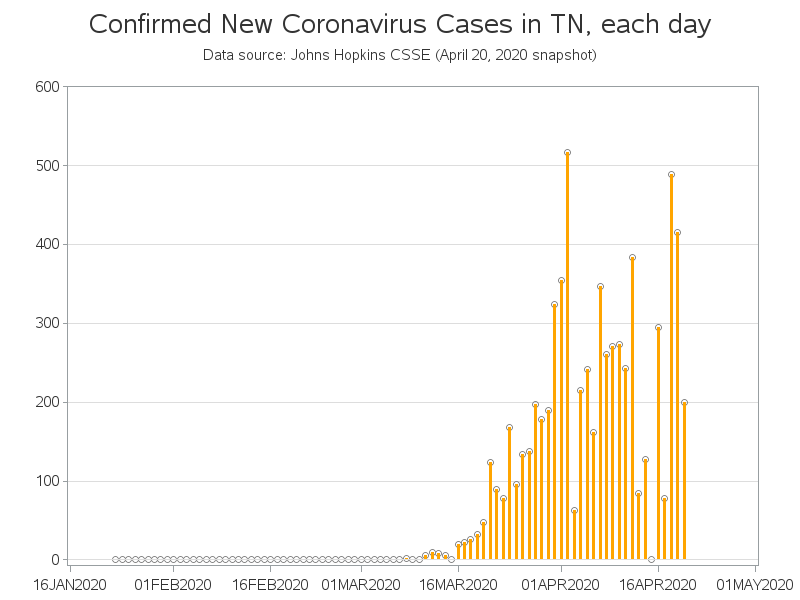 Confirmed New Coronavirus Cases in TN, each day
Data source: Johns Hopkins CSSE (April 20, 2020 snapshot)
600
500
400
300
200
100
0
16JAN2020 01FEB2020 16FEB2020 01MAR2020 16MAR2020 01APR2020 16APR2020 01MAY2020